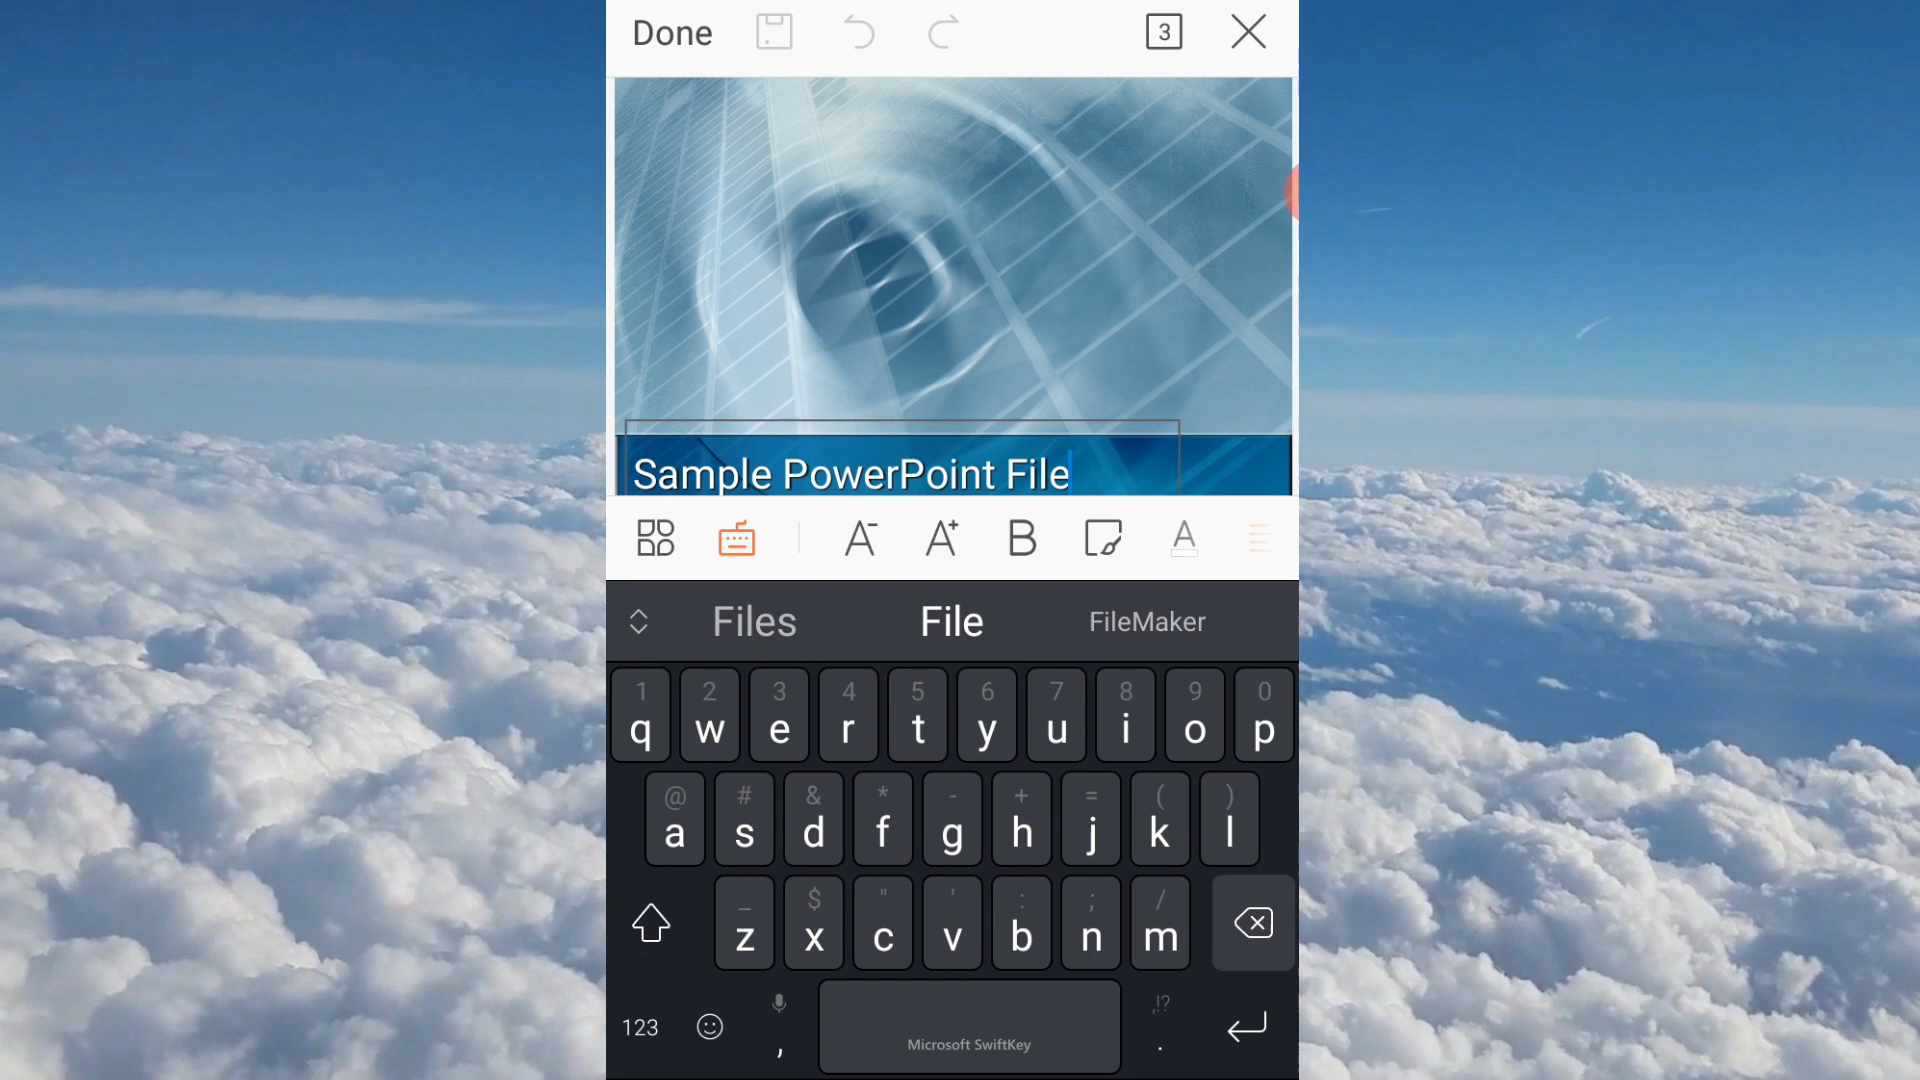 Done 3
Sample PowerPoint File
A- A+ B A
Files File FileMaker
1 2 3 4 5 6 7 8 9 0
q w e r t y u i o p
@ # & * - + = ( )
a s d f g h j k l
_ $ " ' : ; /
z x c v b n m
,!?
123 , Microsoft SwiftKey .